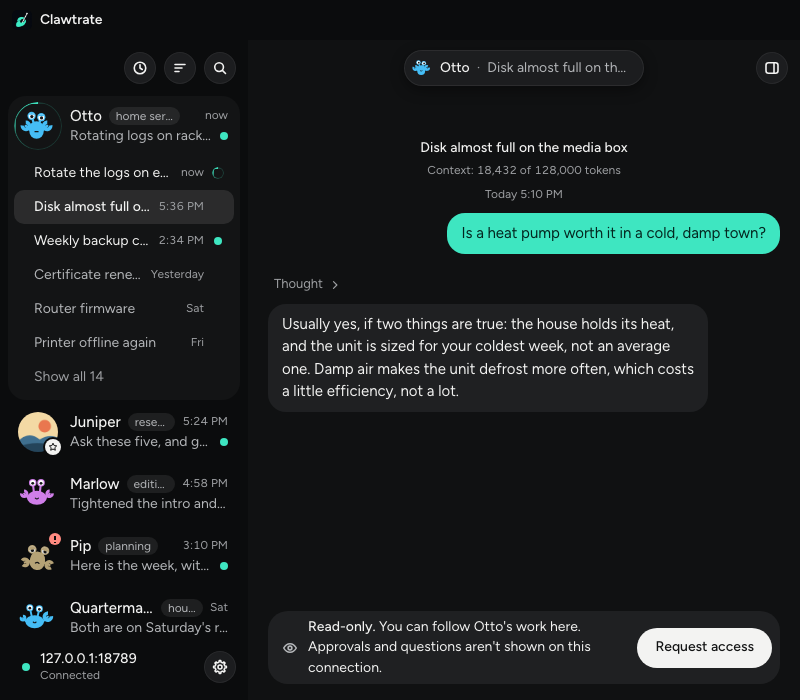 Clawtrate
Otto · Disk almost full on th...
Otto home ser... now
Rotating logs on rack...
Rotate the logs on e... now
Disk almost full o... 5:36 PM
Weekly backup c... 2:34 PM
Certificate rene... Yesterday
Router firmware Sat
Printer offline again Fri
Show all 14
Juniper rese... 5:24 PM
Ask these five, and g...
Marlow editi... 4:58 PM
Tightened the intro and...
Pip planning 3:10 PM
Here is the week, wit...
Quarterma... hou... Sat
Both are on Saturday's r...
127.0.0.1:18789
Connected
Disk almost full on the media box
Context: 18,432 of 128,000 tokens
Today 5:10 PM
Is a heat pump worth it in a cold, damp town?
Thought
Usually yes, if two things are true: the house holds its heat,
and the unit is sized for your coldest week, not an average
one. Damp air makes the unit defrost more often, which costs
a little efficiency, not a lot.
Read-only. You can follow Otto's work here.
Approvals and questions aren't shown on this
connection.
Request access